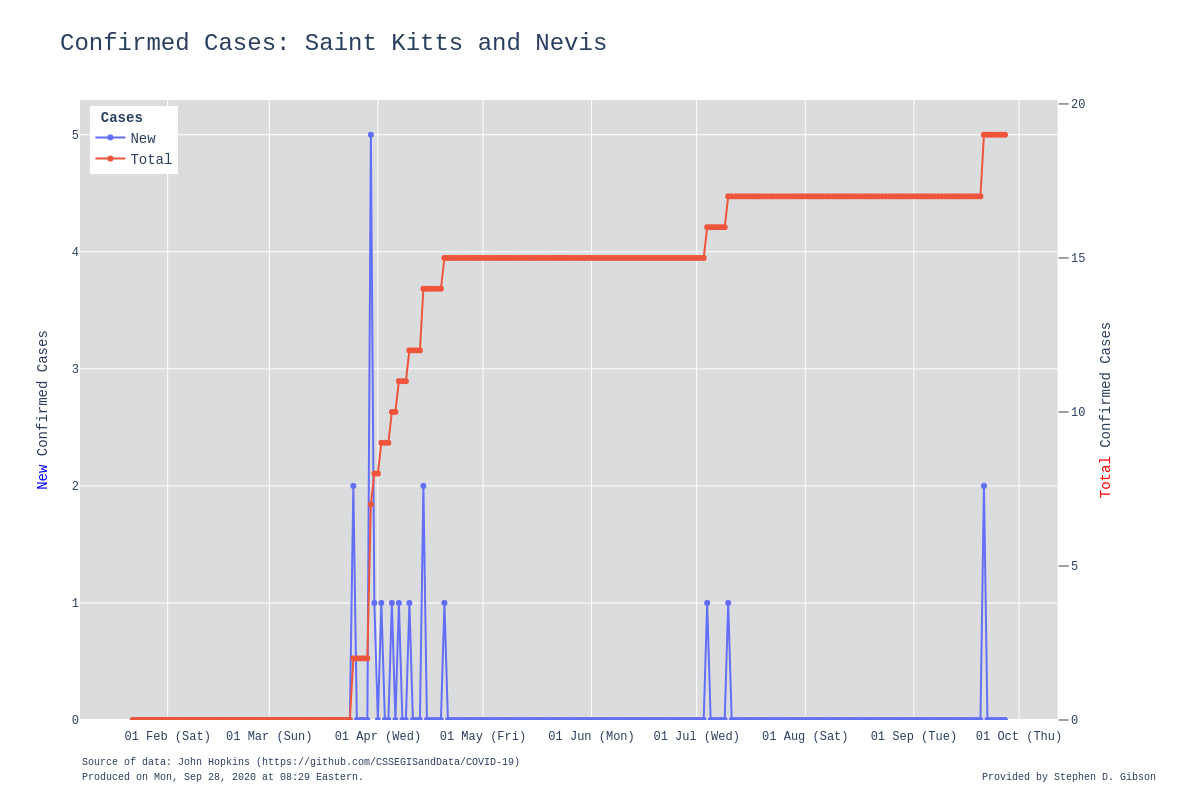 Confirmed Cases: Saint Kitts and Nevis
Cases
New
Total
5
4
3
2
1
0
20
15
10
5
0
New Confirmed Cases
Total Confirmed Cases
01 Feb (Sat) 01 Mar (Sun) 01 Apr (Wed) 01 May (Fri) 01 Jun (Mon) 01 Jul (Wed) 01 Aug (Sat) 01 Sep (Tue) 01 Oct (Thu)
Source of data: John Hopkins (https://github.com/CSSEGISandData/COVID-19)
Produced on Mon, Sep 28, 2020 at 08:29 Eastern.
Provided by Stephen D. Gibson